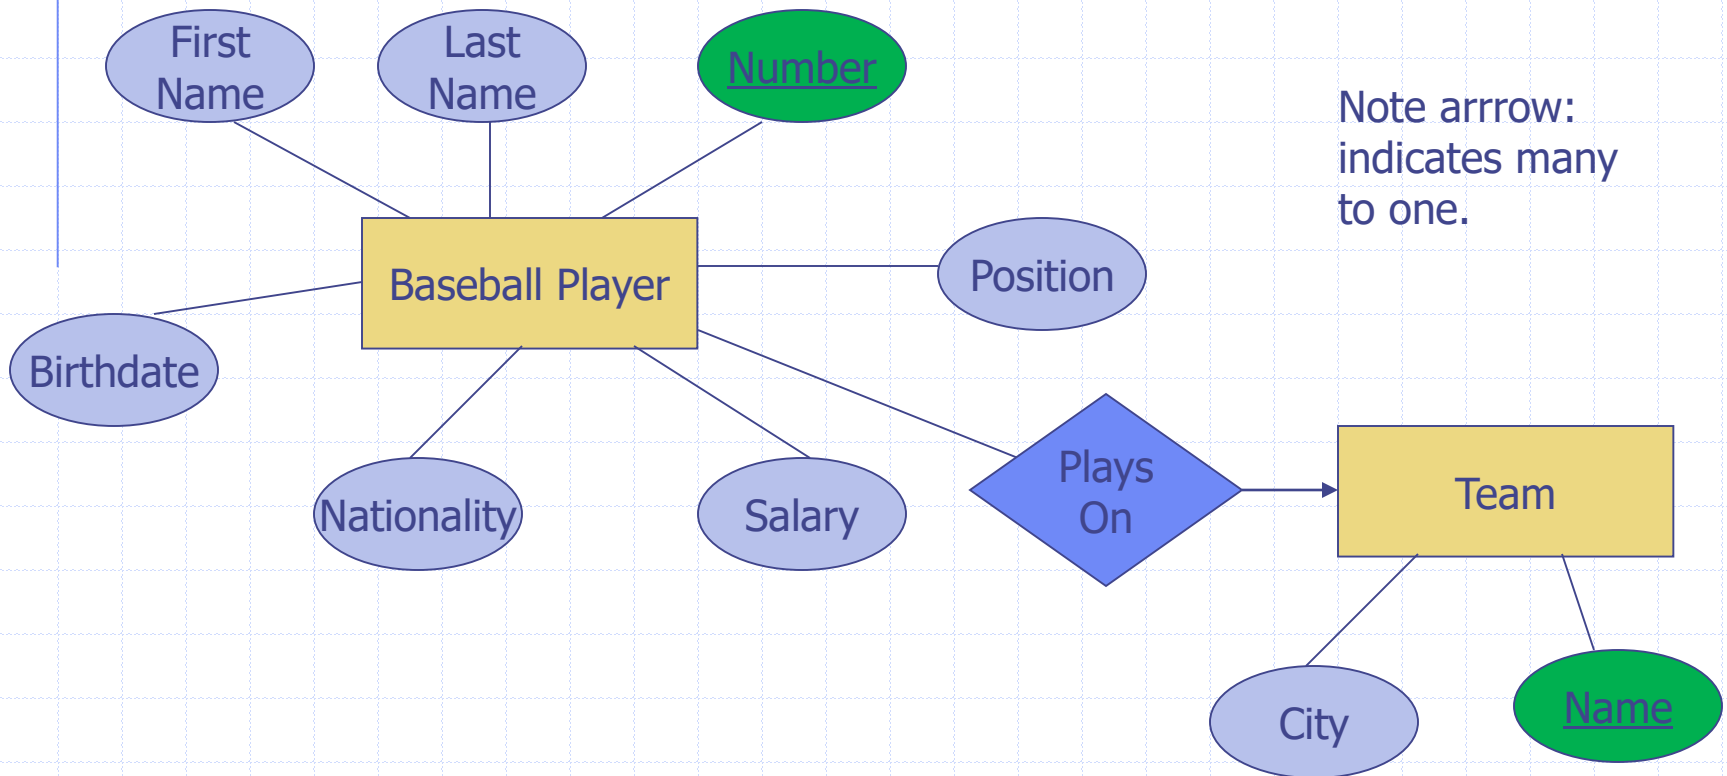 First
Name
Last
Name
Number
Note arrrow:
indicates many
to one.
Baseball Player
Position
Birthdate
Nationality
Salary
Plays
On
Team
City
Name